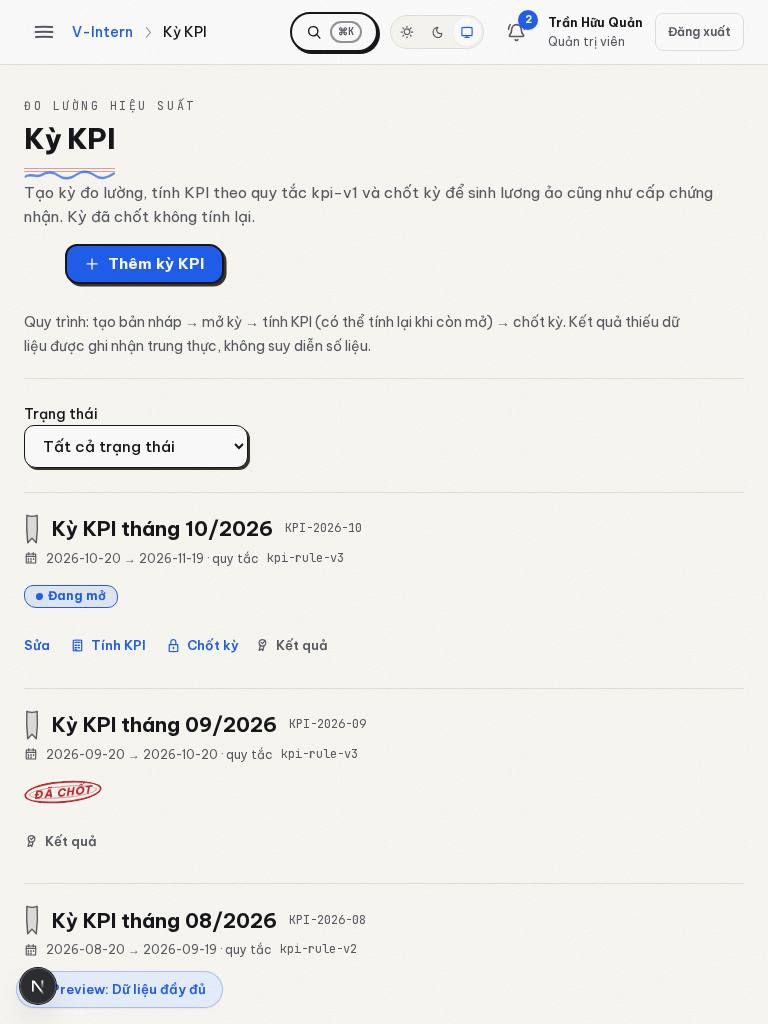 V-Intern > Kỳ KPI
⌘K
2
Trần Hữu Quản
Quản trị viên
Đăng xuất
ĐO LƯỜNG HIỆU SUẤT
Kỳ KPI
Tạo kỳ đo lường, tính KPI theo quy tắc kpi-v1 và chốt kỳ để sinh lương ảo cũng như cấp chứng
nhận. Kỳ đã chốt không tính lại.
+ Thêm kỳ KPI
Quy trình: tạo bản nháp → mở kỳ → tính KPI (có thể tính lại khi còn mở) → chốt kỳ. Kết quả thiếu dữ
liệu được ghi nhận trung thực, không suy diễn số liệu.
Trạng thái
Tất cả trạng thái
Kỳ KPI tháng 10/2026 KPI-2026-10
2026-10-20 → 2026-11-19 · quy tắc kpi-rule-v3
Đang mở
Sửa Tính KPI Chốt kỳ Kết quả
Kỳ KPI tháng 09/2026 KPI-2026-09
2026-09-20 → 2026-10-20 · quy tắc kpi-rule-v3
ĐÃ CHỐT
Kết quả
Kỳ KPI tháng 08/2026 KPI-2026-08
2026-08-20 → 2026-09-19 · quy tắc kpi-rule-v2
N
Preview: Dữ liệu đầy đủ